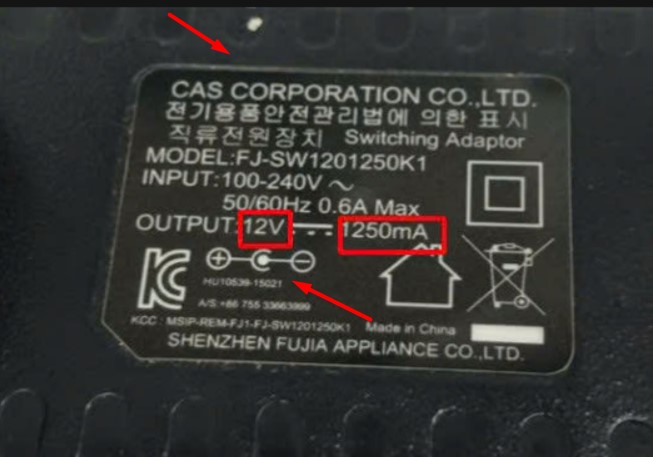 CAS CORPORATION CO.,LTD.
전기용품안전관리법에 의한 표시
직류전원장치 Switching Adaptor
MODEL:FJ-SW1201250K1
INPUT:100-240V ~
50/60Hz 0.6A Max
OUTPUT:12V ⎓ 1250mA
HU10539-15021
A/S:+86 755 33663999
KCC : MSIP-REM-FJ1-FJ-SW1201250K1 Made in China
SHENZHEN FUJIA APPLIANCE CO.,LTD.